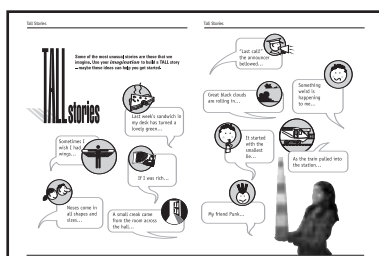 Tall Stories
Some of the most unusual stories are those that we
imagine. Use your imagination to build a TALL story
—maybe these ideas can help you get started.
TALL stories
Last week's sandwich in
my desk has turned a
lovely green...
Sometimes I
wish I had
wings...
If I was rich...
Noses come in
all shapes and
sizes...
A small creak came
from the room across
the hall...
Tall Stories
"Last call!"
the announcer
bellowed...
Something
weird is
happening
to me...
Great black clouds
are rolling in...
It started
with the
smallest
lie...
As the train pulled into
the station...
My friend Punk...